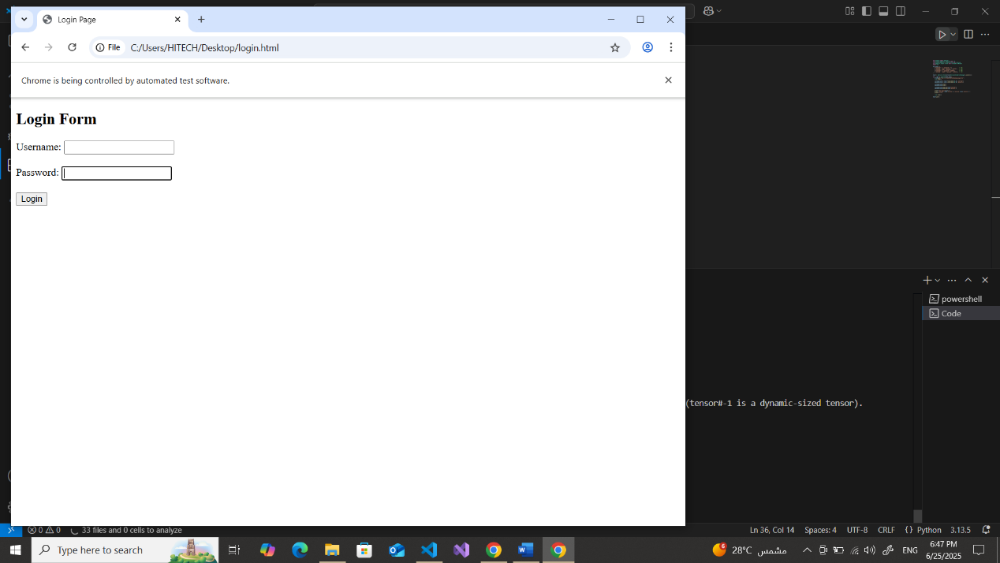 Login Page
File
C:/Users/HITECH/Desktop/login.html
Chrome is being controlled by automated test software.
Login Form
Username:
Password:
Login
powershell
Code
(tensor#-1 is a dynamic-sized tensor).
0 0 33 files and 0 cells to analyze
Ln 36, Col 14 Spaces: 4 UTF-8 CRLF {} Python 3.13.5
Type here to search
6
28°C مشمس
ENG
6:47 PM
6/25/2025